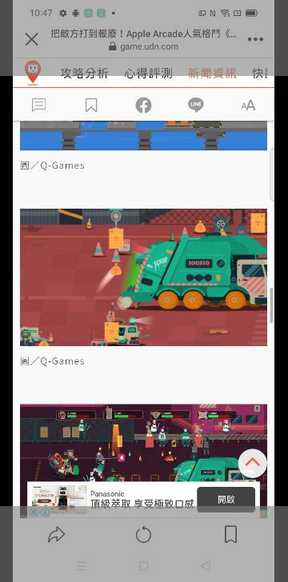 10:47
把敵方打到報廢！Apple Arcade人氣格鬥《...
game.udn.com
攻略分析 心得評測 新聞資訊 快
LINE
AA
圖／Q-Games
圖／Q-Games
Panasonic
頂級萃取 享受極致口感
開啟